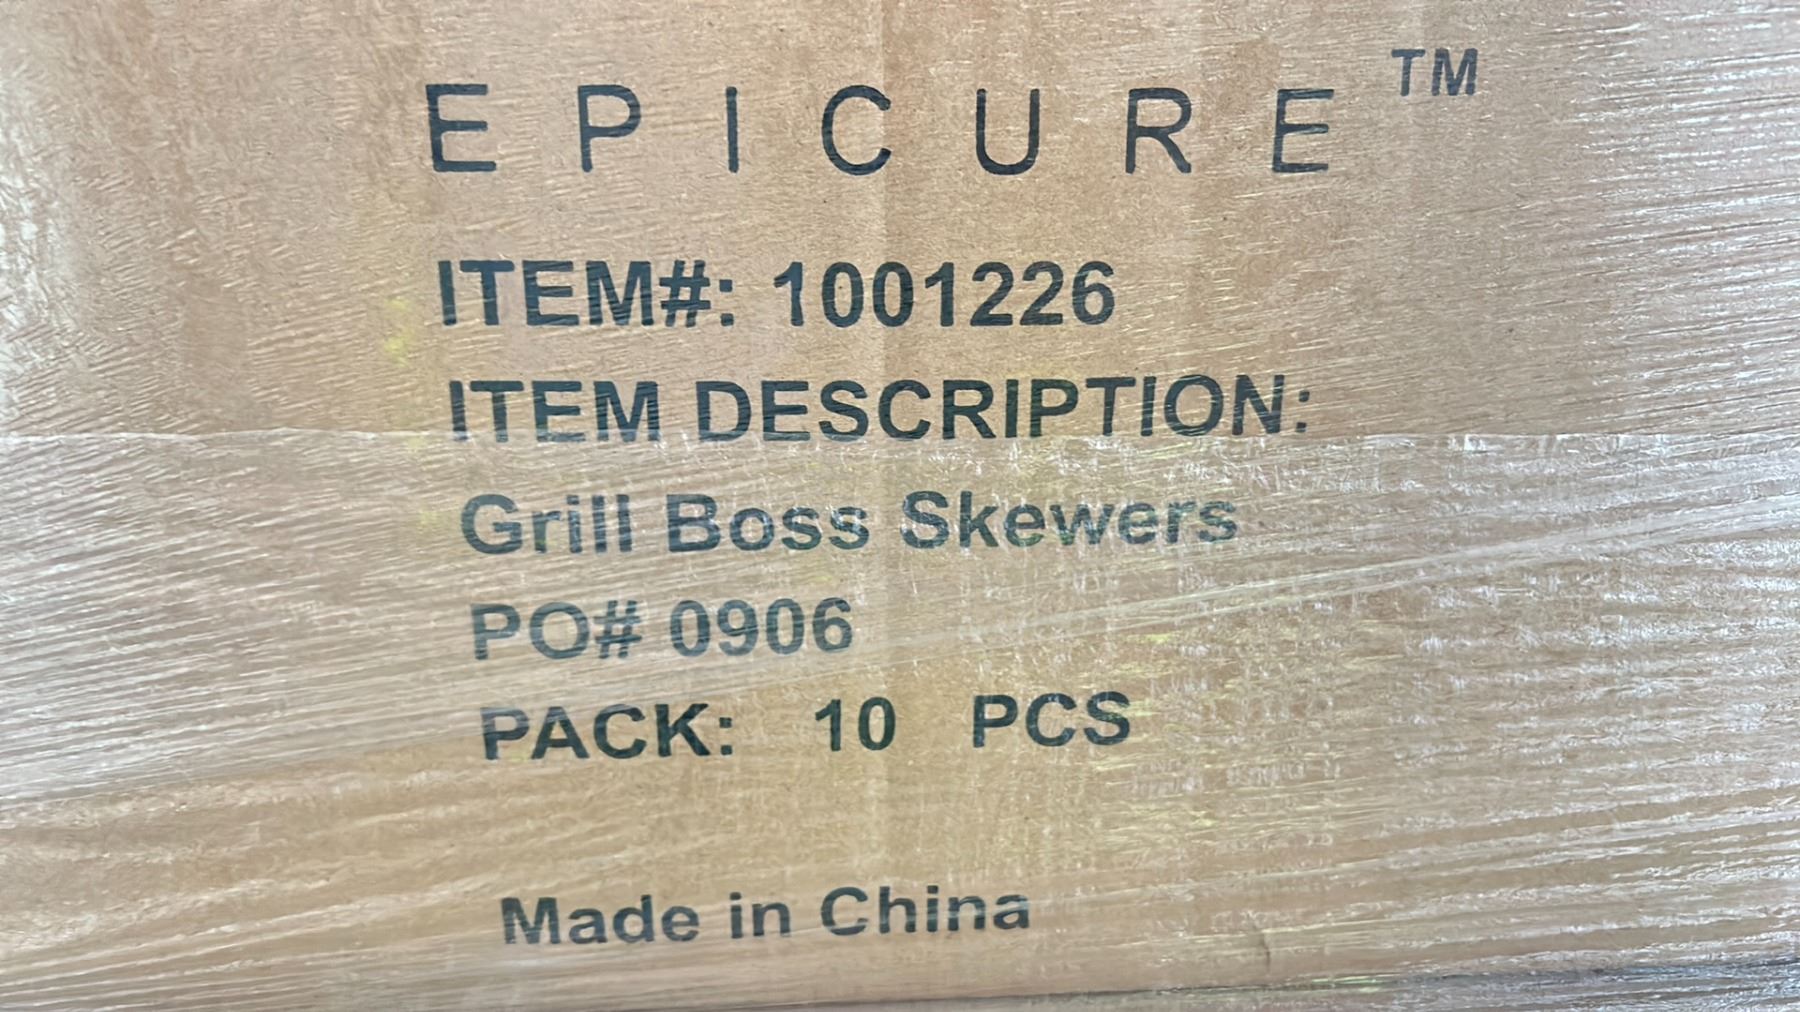 EPICURE™
ITEM#: 1001226
ITEM DESCRIPTION:
Grill Boss Skewers
PO# 0906
PACK: 10 PCS
Made in China